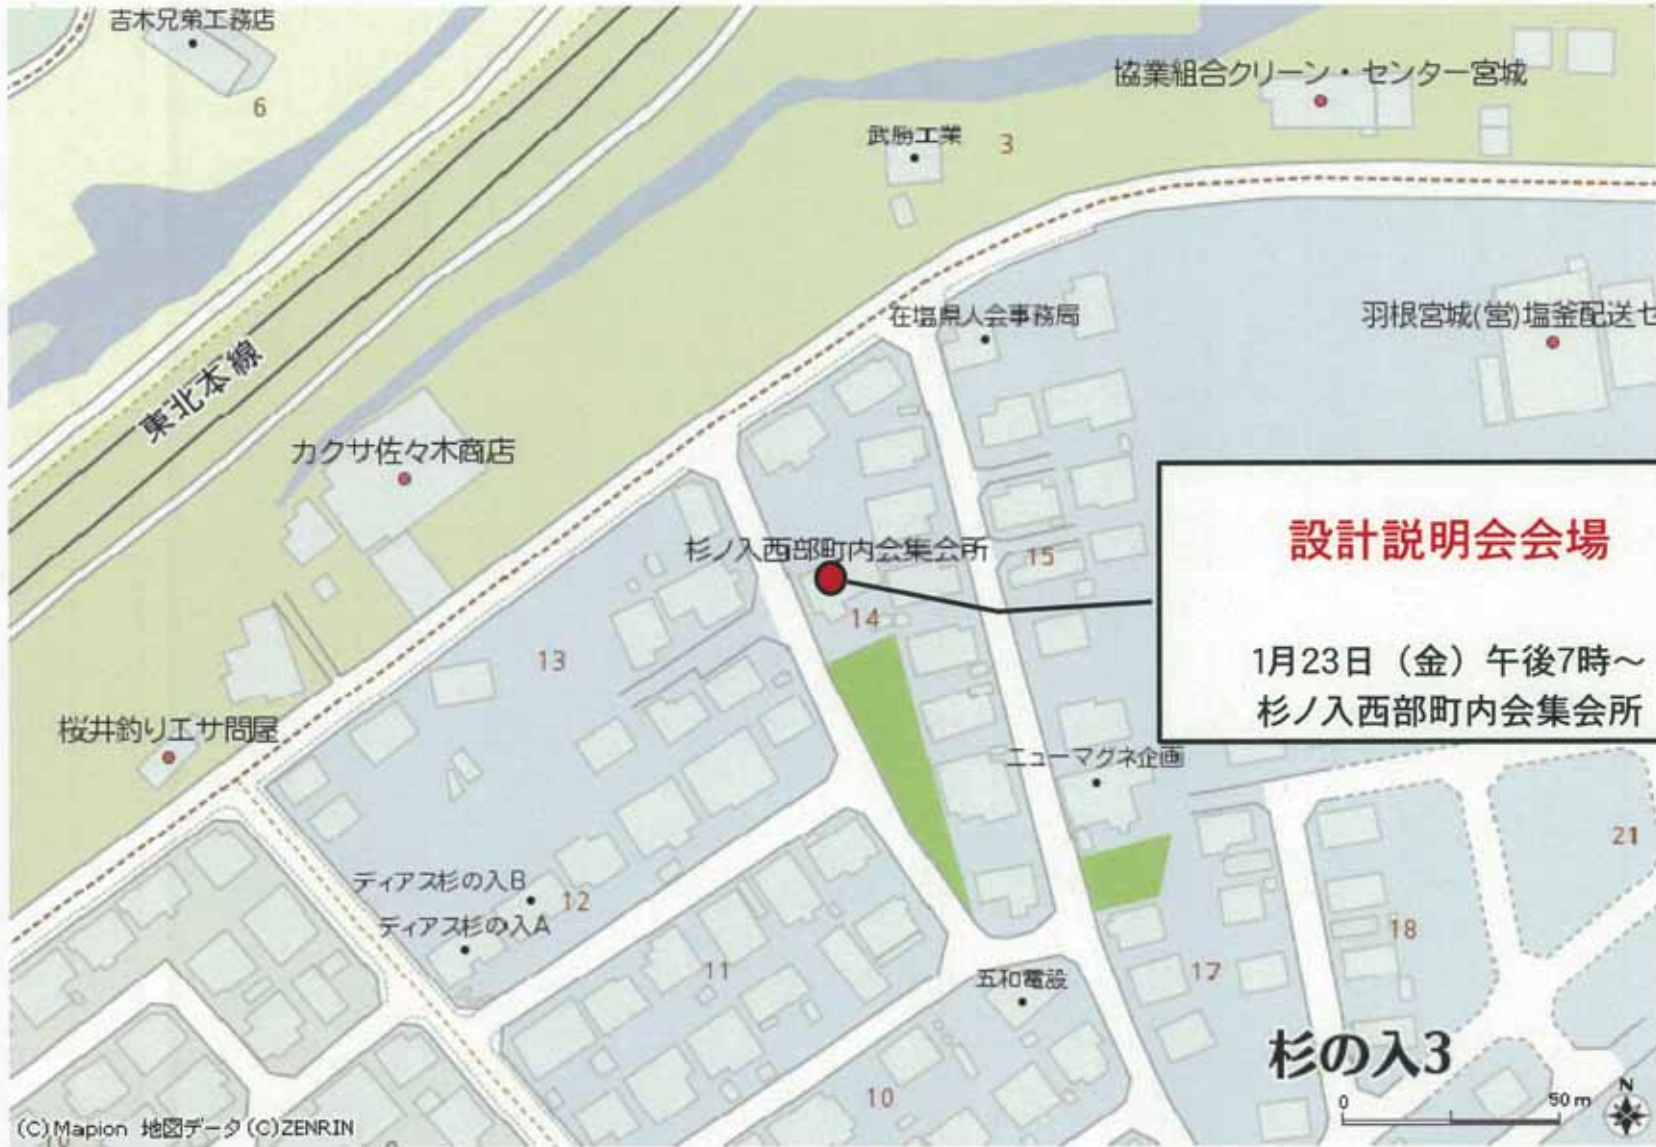 吉木兄弟工務店
6
協業組合クリーン・センター宮城
武勝工業
3
在塩県人会事務局
羽根宮城(営)塩釜配送セ
東北本線
カクサ佐々木商店
設計説明会会場
杉ノ入西部町内会集会所
15
14
13
1月23日（金）午後7時～
杉ノ入西部町内会集会所
桜井釣りエサ問屋
ニューマグネ企画
21
ディアス杉の入B
12
ディアス杉の入A
18
11
17
五和電設
杉の入3
10
0
50m
N
(C)Mapion 地図データ(C)ZENRIN